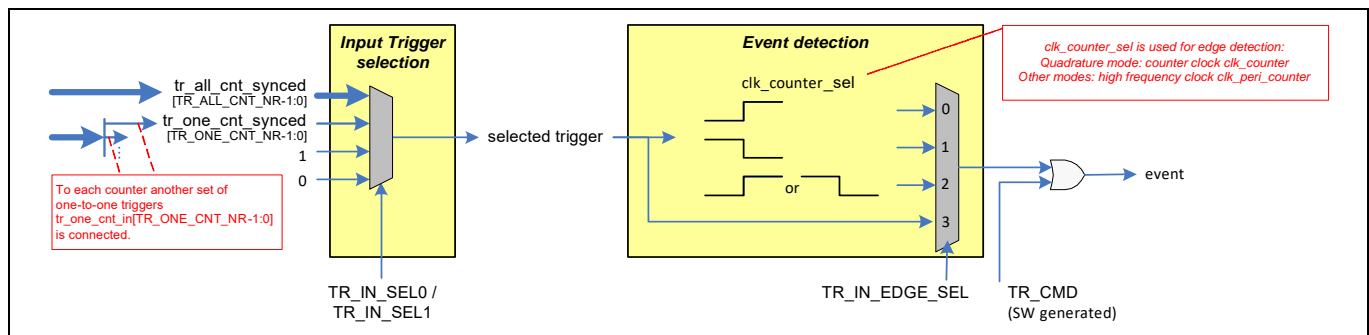 Input Trigger
selection
Event detection
clk_counter_sel is used for edge detection:
Quadrature mode: counter clock clk_counter
Other modes: high frequency clock clk_peri_counter
tr_all_cnt_synced
[TR_ALL_CNT_NR-1:0]
tr_one_cnt_synced
[TR_ONE_CNT_NR-1:0]
1
0
To each counter another set of
one-to-one triggers
tr_one_cnt_in[TR_ONE_CNT_NR-1:0]
is connected.
selected trigger
clk_counter_sel
or
0
1
2
3
event
TR_IN_SEL0 /
TR_IN_SEL1
TR_IN_EDGE_SEL
TR_CMD
(SW generated)